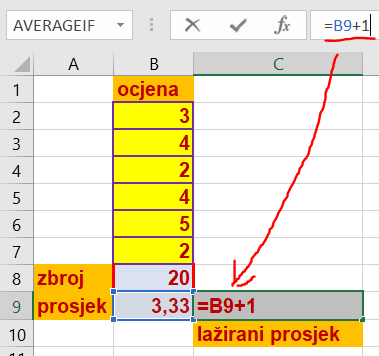 AVERAGEIF =B9+1
A B C
1 ocjena
2 3
3 4
4 2
5 4
6 5
7 2
8 zbroj 20
9 prosjek 3,33 =B9+1
10 lažirani prosjek